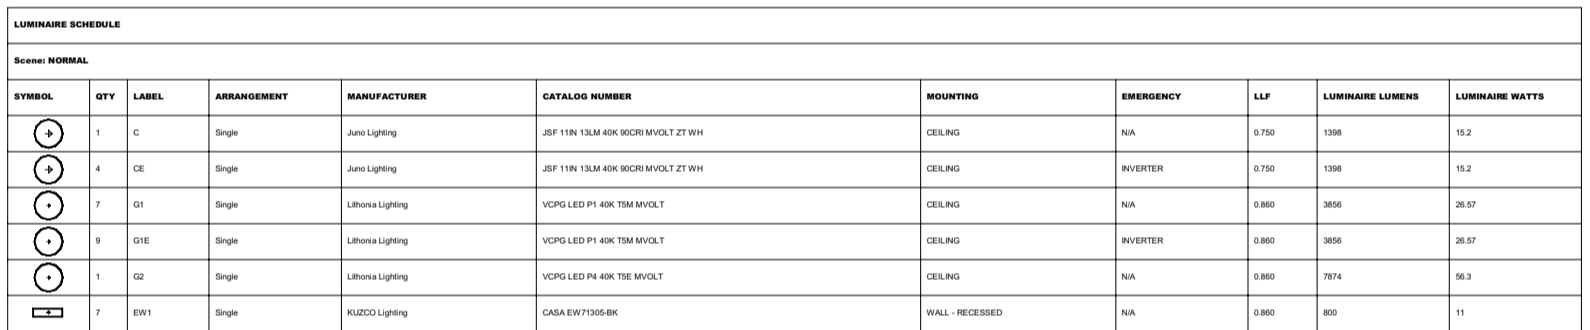 LUMINAIRE SCHEDULE
Scene: NORMAL
SYMBOL QTY LABEL ARRANGEMENT MANUFACTURER CATALOG NUMBER MOUNTING EMERGENCY LLF LUMINAIRE LUMENS LUMINAIRE WATTS
1 C Single Juno Lighting JSF 11IN 13LM 40K 90CRI MVOLT ZT WH CEILING N/A 0.750 1398 15.2
4 CE Single Juno Lighting JSF 11IN 13LM 40K 90CRI MVOLT ZT WH CEILING INVERTER 0.750 1398 15.2
7 G1 Single Lithonia Lighting VCPG LED P1 40K T5M MVOLT CEILING N/A 0.860 3856 26.57
9 G1E Single Lithonia Lighting VCPG LED P1 40K T5M MVOLT CEILING INVERTER 0.860 3856 26.57
1 G2 Single Lithonia Lighting VCPG LED P4 40K T5E MVOLT CEILING N/A 0.860 7874 56.3
7 EW1 Single KUZCO Lighting CASA EW71305-BK WALL - RECESSED N/A 0.860 800 11